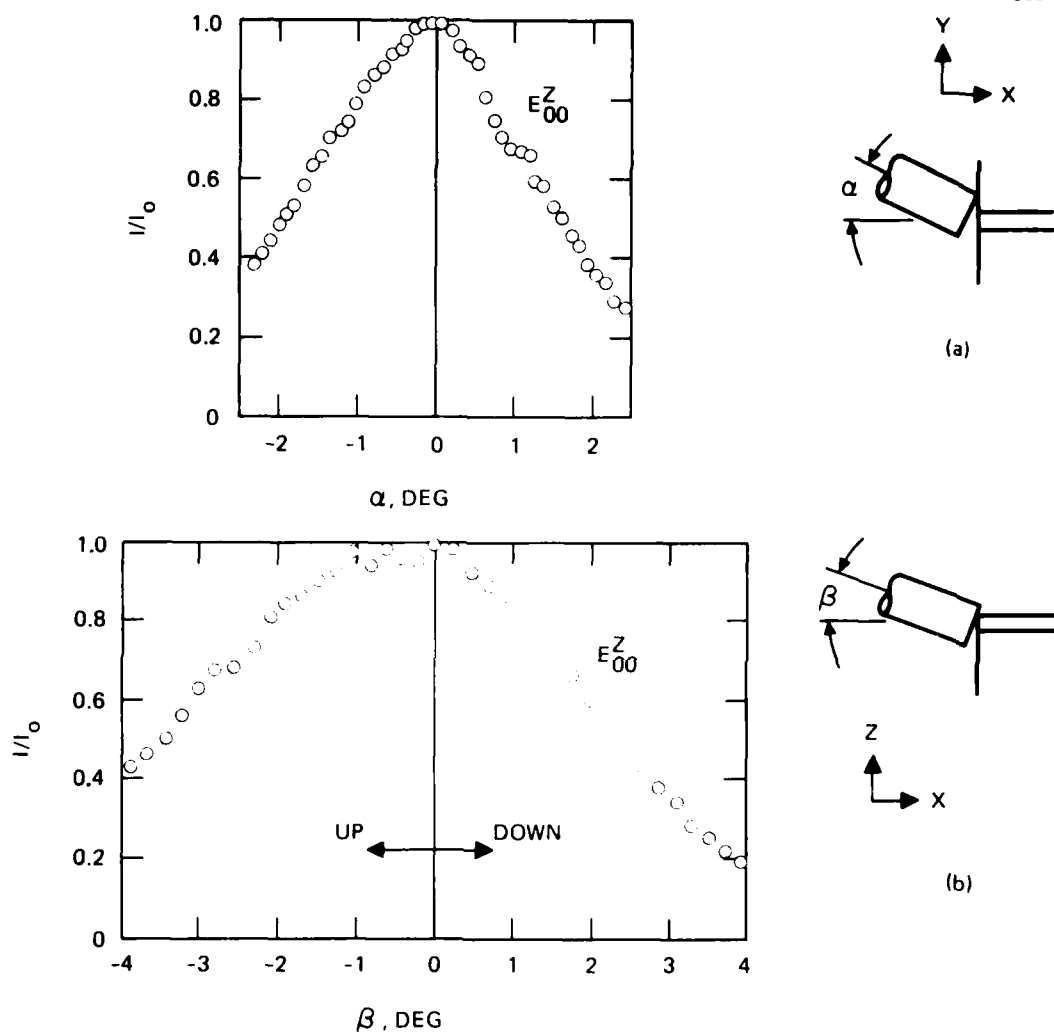 1.0
0.8
0.6
0.4
0.2
0
I/I₀
E^Z_00
-2 -1 0 1 2
α, DEG
Y
X
α
(a)
1.0
0.8
0.6
0.4
0.2
0
I/I₀
E^Z_00
UP DOWN
-4 -3 -2 -1 0 1 2 3 4
β, DEG
β
Z
X
(b)